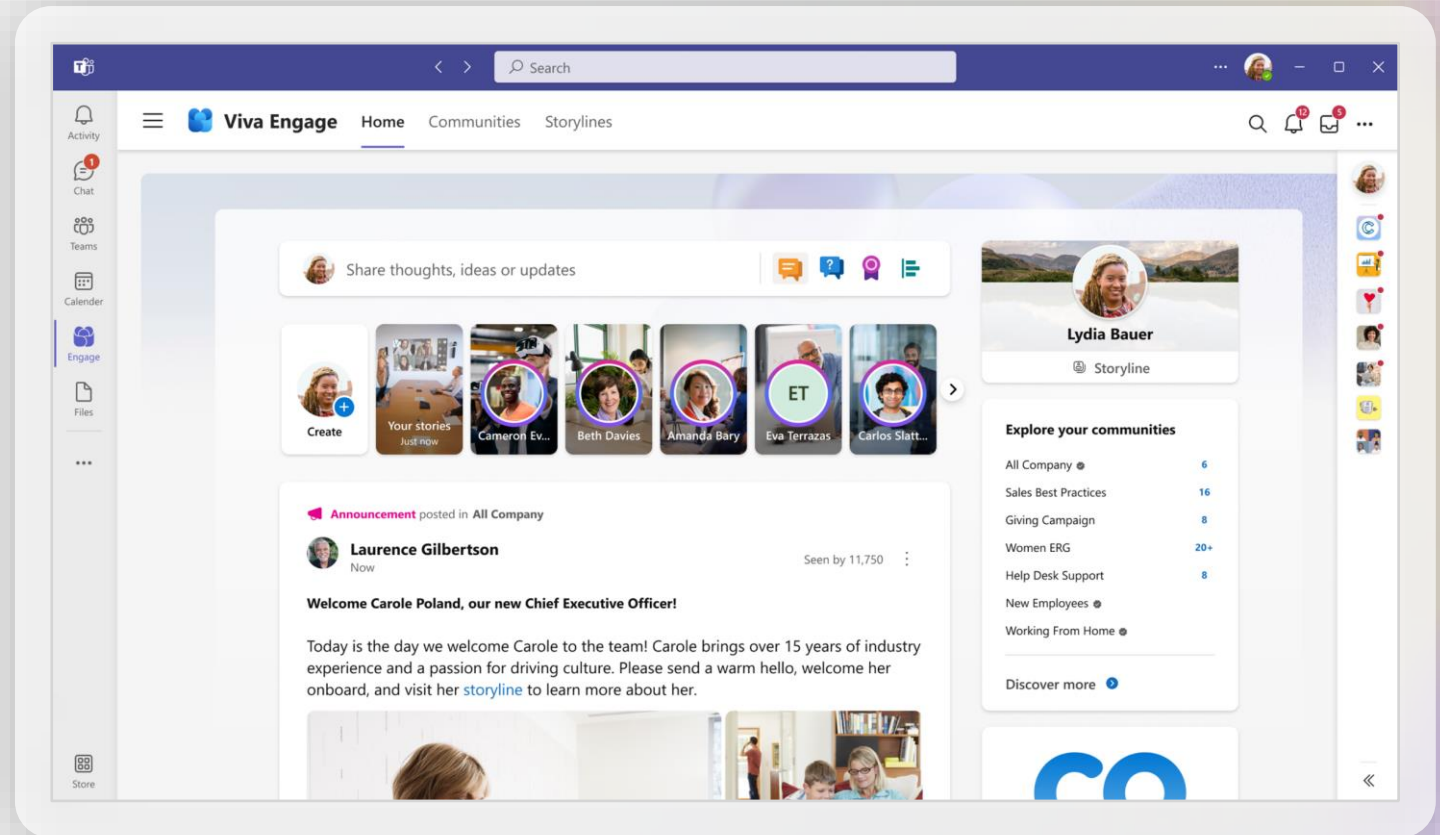 Search
Activity
1
Chat
Teams
Calender
Engage
Files
Store
Viva Engage
Home
Communities
Storylines
12
5
Share thoughts, ideas or updates
?
Create
Your stories
Just now
Cameron Ev...
Beth Davies
Amanda Bary
ET
Eva Terrazas
Carlos Slatt...
Announcement posted in All Company
Laurence Gilbertson
Now
Seen by 11,750
Welcome Carole Poland, our new Chief Executive Officer!
Today is the day we welcome Carole to the team! Carole brings over 15 years of industry
experience and a passion for driving culture. Please send a warm hello, welcome her
onboard, and visit her storyline to learn more about her.
Lydia Bauer
Storyline
Explore your communities
All Company 6
Sales Best Practices 16
Giving Campaign 8
Women ERG 20+
Help Desk Support 8
New Employees
Working From Home
Discover more